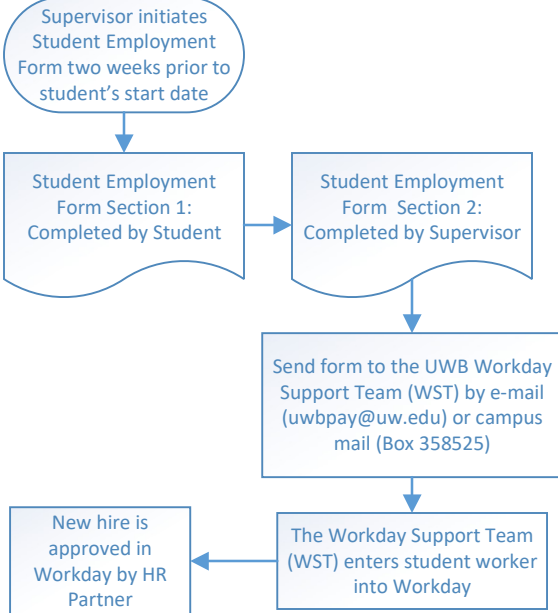 Supervisor initiates
Student Employment
Form two weeks prior to
student's start date
Student Employment
Form Section 1:
Completed by Student
Student Employment
Form Section 2:
Completed by Supervisor
Send form to the UWB Workday
Support Team (WST) by e-mail
(uwbpay@uw.edu) or campus
mail (Box 358525)
The Workday Support Team
(WST) enters student worker
into Workday
New hire is
approved in
Workday by HR
Partner